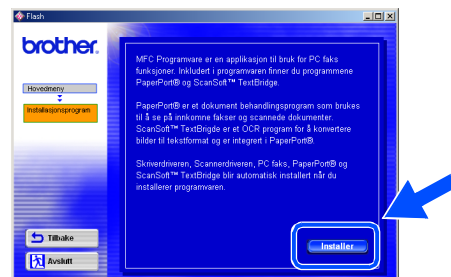 Flash
brother.
Hovedmeny
Installasjonsprogram
MFC Programvare er en applikasjon til bruk for PC faks
funksjoner. Inkludert i programvaren finner du programmene
PaperPort® og ScanSoft™ TextBridge.
PaperPort® er et dokument behandlingsprogram som brukes
til å se på innkomne fakser og scannede dokumenter.
ScanSoft™ TextBrigde er et OCR program for å konvertere
bilder til tekstformat og er integrert i PaperPort®.
Skriverdriveren, Scannerdriveren, PC faks, PaperPort® og
ScanSoft™ TextBridge blir automatisk installert når du
installerer programvaren.
Installer
Tilbake
Avslutt